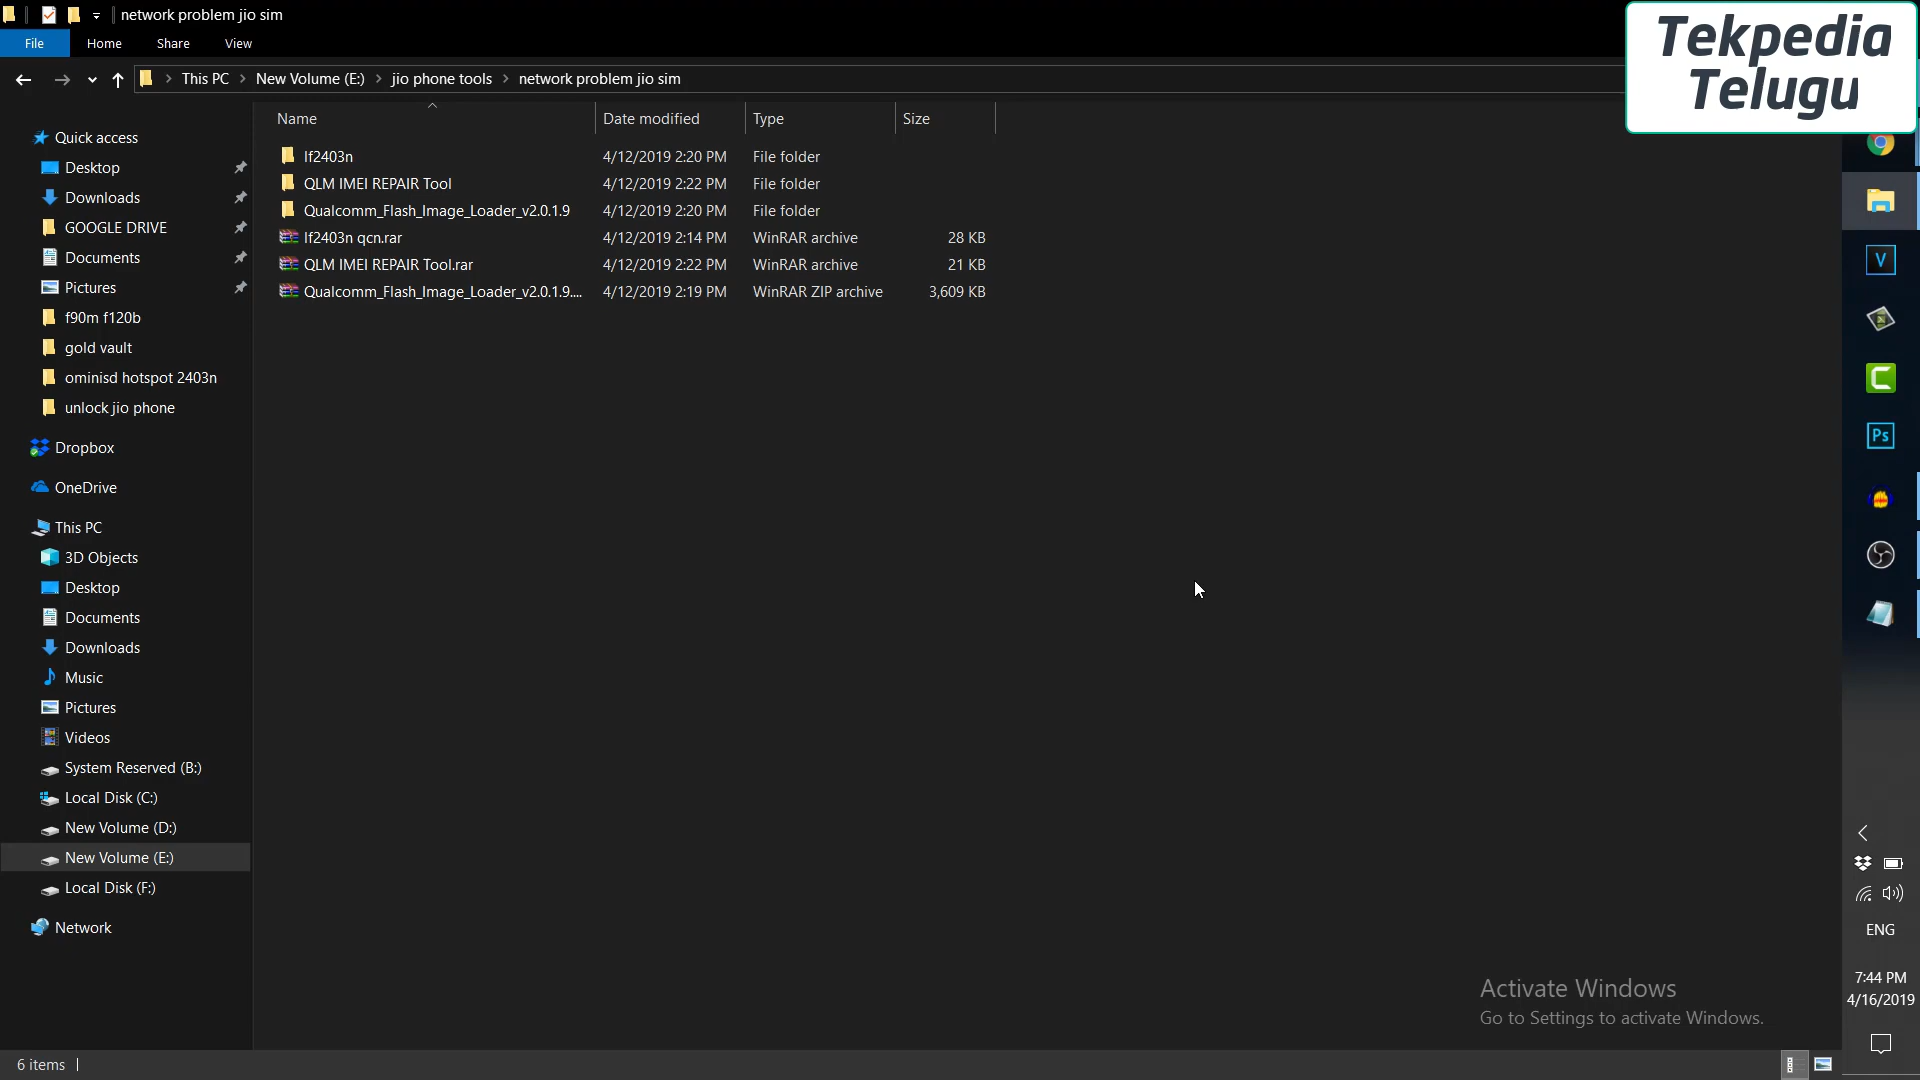 network problem jio sim
File Home Share View
This PC New Volume (E:) jio phone tools network problem jio sim
Tekpedia
Telugu
Name Date modified Type Size
lf2403n 4/12/2019 2:20 PM File folder
QLM IMEI REPAIR Tool 4/12/2019 2:22 PM File folder
Qualcomm_Flash_Image_Loader_v2.0.1.9 4/12/2019 2:20 PM File folder
lf2403n qcn.rar 4/12/2019 2:14 PM WinRAR archive 28 KB
QLM IMEI REPAIR Tool.rar 4/12/2019 2:22 PM WinRAR archive 21 KB
Qualcomm_Flash_Image_Loader_v2.0.1.9.... 4/12/2019 2:19 PM WinRAR ZIP archive 3,609 KB
Quick access
Desktop
Downloads
GOOGLE DRIVE
Documents
Pictures
f90m f120b
gold vault
ominisd hotspot 2403n
unlock jio phone
Dropbox
OneDrive
This PC
3D Objects
Desktop
Documents
Downloads
Music
Pictures
Videos
System Reserved (B:)
Local Disk (C:)
New Volume (D:)
New Volume (E:)
Local Disk (F:)
Network
6 items
V
Ps
Activate Windows
Go to Settings to activate Windows.
ENG
7:44 PM
4/16/2019